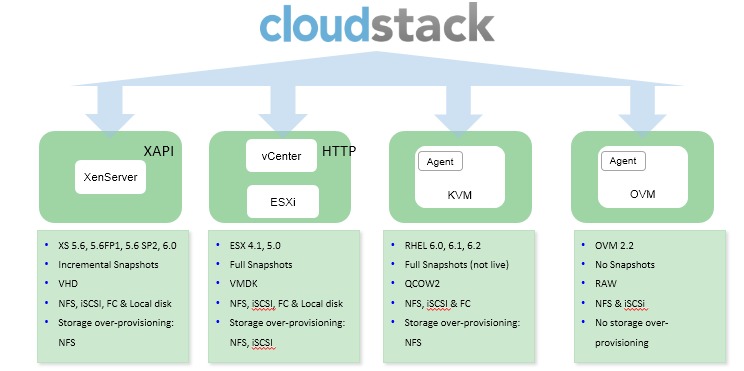 cloudstack
XAPI
XenServer
vCenter
HTTP
ESXi
Agent
KVM
Agent
OVM
• XS 5.6, 5.6FP1, 5.6 SP2, 6.0
• Incremental Snapshots
• VHD
• NFS, iSCSI, FC & Local disk
• Storage over-provisioning:
NFS
• ESX 4.1, 5.0
• Full Snapshots
• VMDK
• NFS, iSCSI, FC & Local disk
• Storage over-provisioning:
NFS, iSCSI
• RHEL 6.0, 6.1, 6.2
• Full Snapshots (not live)
• QCOW2
• NFS, iSCSI & FC
• Storage over-provisioning:
NFS
• OVM 2.2
• No Snapshots
• RAW
• NFS & iSCSi
• No storage over-
provisioning